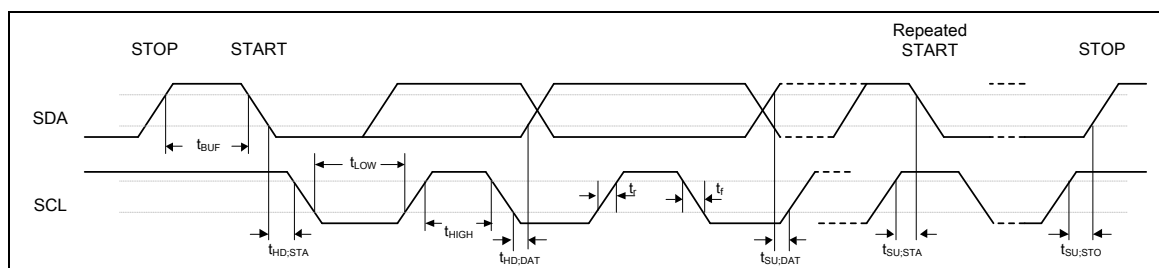 STOP START Repeated START STOP
SDA
tBUF
tLOW
SCL
tr tf
tHD;STA tHIGH tHD;DAT tSU;DAT tSU;STA tSU;STO